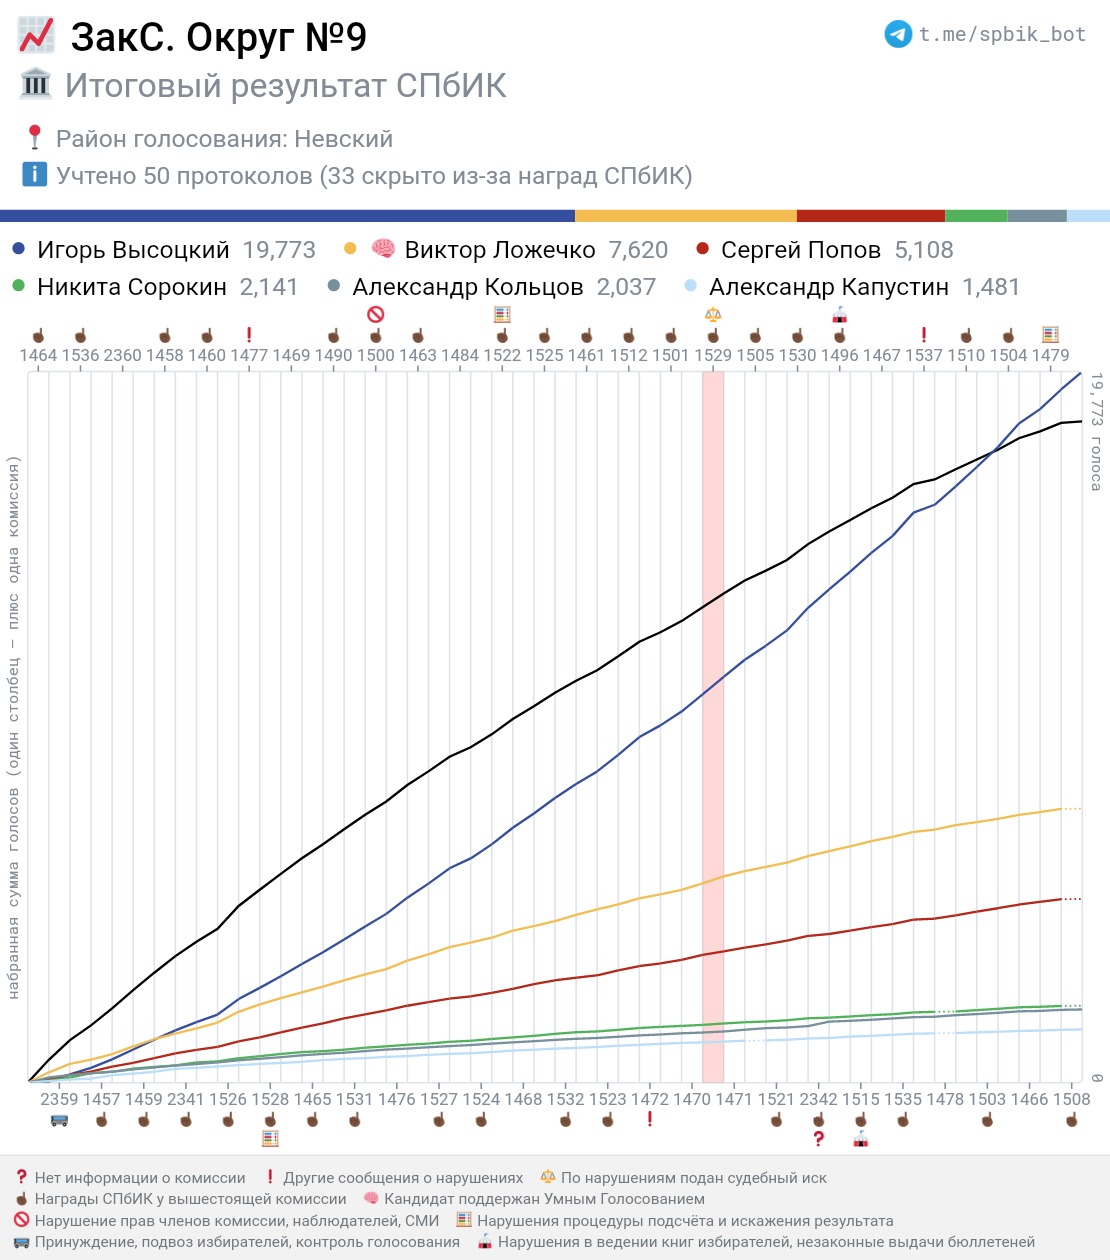 ЗакС. Округ №9
t.me/spbik_bot
Итоговый результат СПбИК
Район голосования: Невский
Учтено 50 протоколов (33 скрыто из-за наград СПбИК)
Игорь Высоцкий 19,773 Виктор Ложечко 7,620 Сергей Попов 5,108
Никита Сорокин 2,141 Александр Кольцов 2,037 Александр Капустин 1,481
1464 1536 2360 1458 1460 1477 1469 1490 1500 1463 1484 1522 1525 1461 1512 1501 1529 1505 1530 1496 1467 1537 1510 1504 1479
19,773 голоса
набранная сумма голосов (один столбец — плюс одна комиссия)
0
2359 1457 1459 2341 1526 1528 1465 1531 1476 1527 1524 1468 1532 1523 1472 1470 1471 1521 2342 1515 1535 1478 1503 1466 1508
Нет информации о комиссии Другие сообщения о нарушениях По нарушениям подан судебный иск
Награды СПбИК у вышестоящей комиссии Кандидат поддержан Умным Голосованием
Нарушение прав членов комиссии, наблюдателей, СМИ Нарушения процедуры подсчёта и искажения результата
Принуждение, подвоз избирателей, контроль голосования Нарушения в ведении книг избирателей, незаконные выдачи бюллетеней